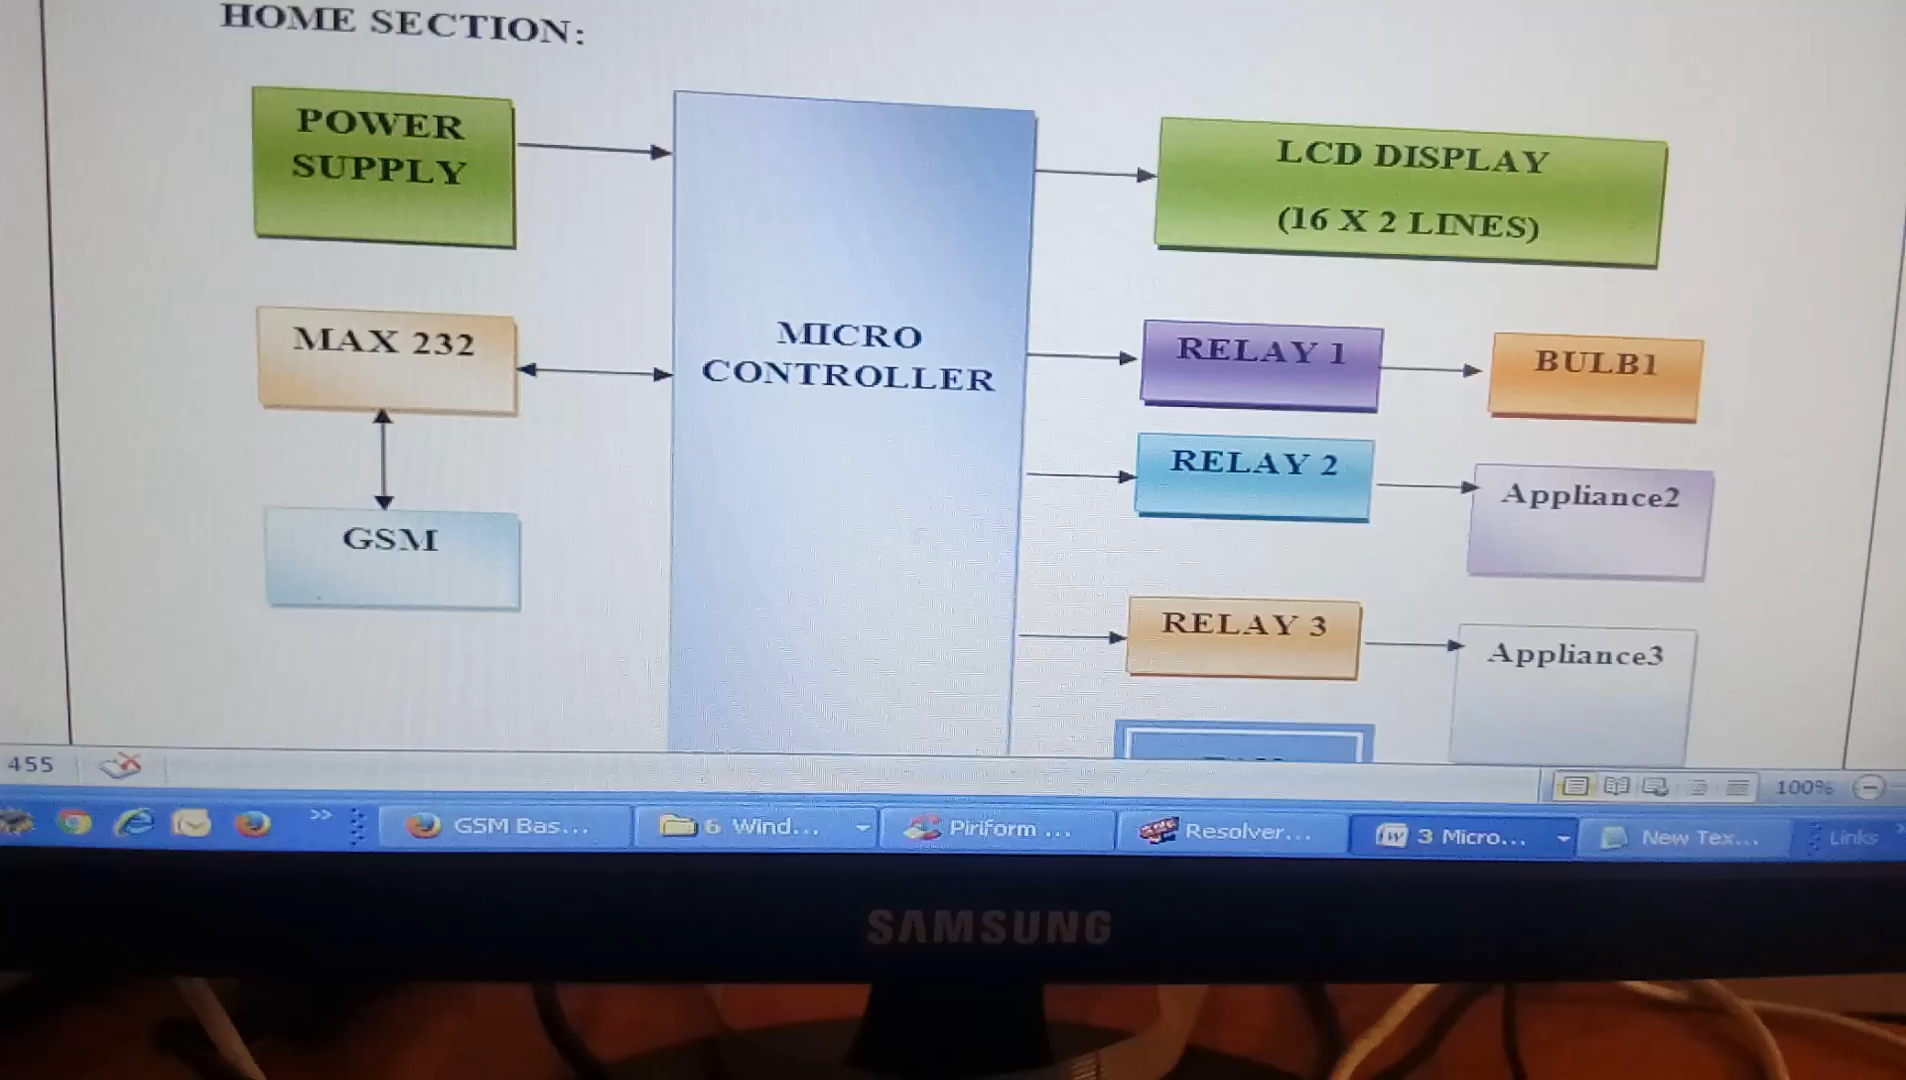 HOME SECTION:
POWER
SUPPLY
LCD DISPLAY
(16 X 2 LINES)
MAX 232
MICRO
CONTROLLER
RELAY 1
BULB1
RELAY 2
Appliance2
GSM
RELAY 3
Appliance3
455
100%
GSM Bas...
6 Wind...
Piriform ...
Resolver...
3 Micro...
New Tex...
Links
SAMSUNG